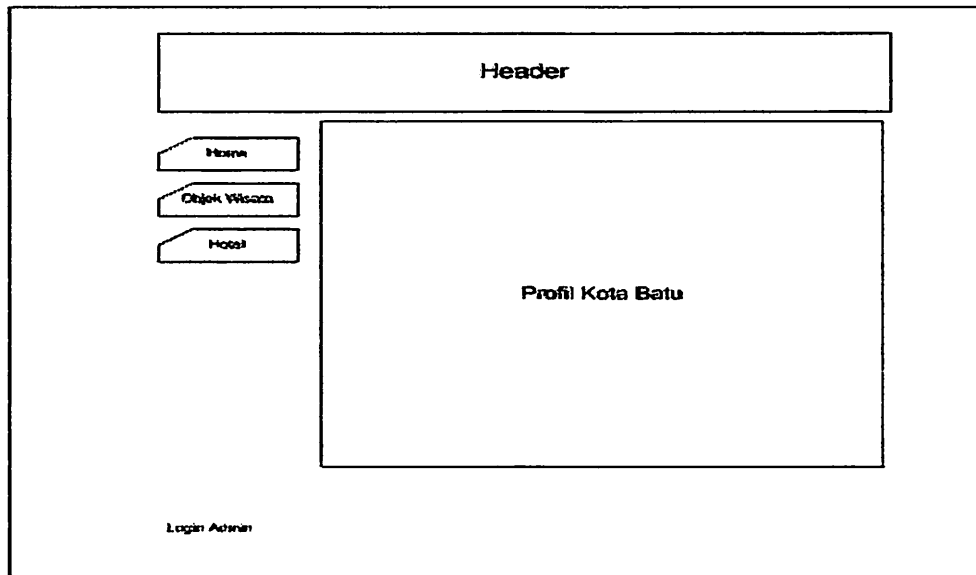 Header
Home
Objek Wisata
Hotel
Profil Kota Batu
Login Admin